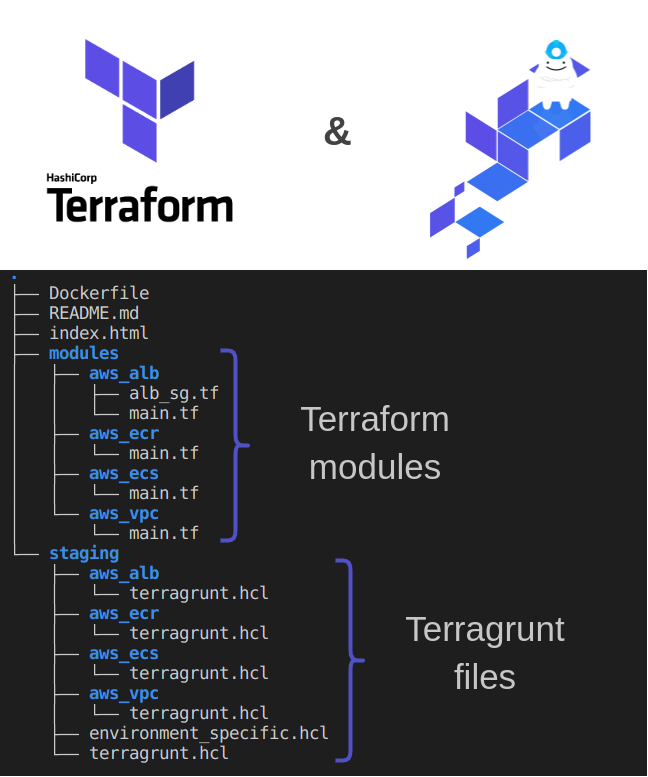 HashiCorp
Terraform
&
.
├── Dockerfile
├── README.md
├── index.html
├── modules
│   ├── aws_alb
│   │   ├── alb_sg.tf
│   │   └── main.tf
│   ├── aws_ecr
│   │   └── main.tf
│   ├── aws_ecs
│   │   └── main.tf
│   └── aws_vpc
│       └── main.tf
Terraform
modules
└── staging
    ├── aws_alb
    │   └── terragrunt.hcl
    ├── aws_ecr
    │   └── terragrunt.hcl
    ├── aws_ecs
    │   └── terragrunt.hcl
    ├── aws_vpc
    │   └── terragrunt.hcl
    ├── environment_specific.hcl
    └── terragrunt.hcl
Terragrunt
files